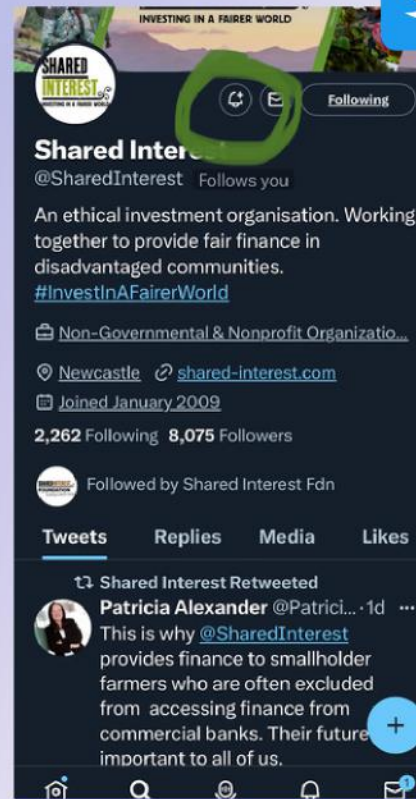 INVESTING IN A FAIRER WORLD
SHARED
INTEREST
INVESTING IN A FAIRER WORLD
Following
Shared Inter
@SharedInterest Follows you
An ethical investment organisation. Working
together to provide fair finance in
disadvantaged communities.
#InvestInAFairerWorld
Non-Governmental & Nonprofit Organizatio...
Newcastle shared-interest.com
Joined January 2009
2,262 Following 8,075 Followers
Followed by Shared Interest Fdn
Tweets Replies Media Likes
Shared Interest Retweeted
Patricia Alexander @Patrici... · 1d ...
This is why @SharedInterest
provides finance to smallholder
farmers who are often excluded
from accessing finance from
commercial banks. Their future
important to all of us.
1